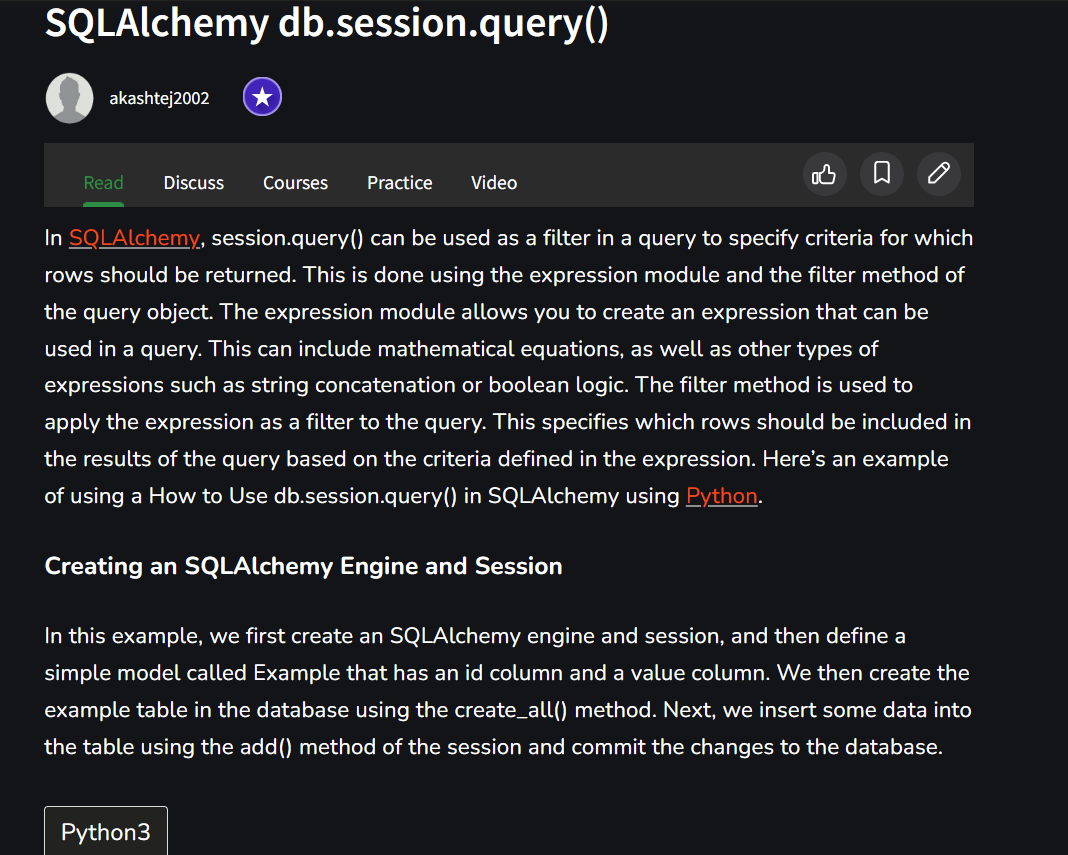 SQLAlchemy db.session.query()
akashtej2002
Read Discuss Courses Practice Video
In SQLAlchemy, session.query() can be used as a filter in a query to specify criteria for which
rows should be returned. This is done using the expression module and the filter method of
the query object. The expression module allows you to create an expression that can be
used in a query. This can include mathematical equations, as well as other types of
expressions such as string concatenation or boolean logic. The filter method is used to
apply the expression as a filter to the query. This specifies which rows should be included in
the results of the query based on the criteria defined in the expression. Here’s an example
of using a How to Use db.session.query() in SQLAlchemy using Python.
Creating an SQLAlchemy Engine and Session
In this example, we first create an SQLAlchemy engine and session, and then define a
simple model called Example that has an id column and a value column. We then create the
example table in the database using the create_all() method. Next, we insert some data into
the table using the add() method of the session and commit the changes to the database.
Python3